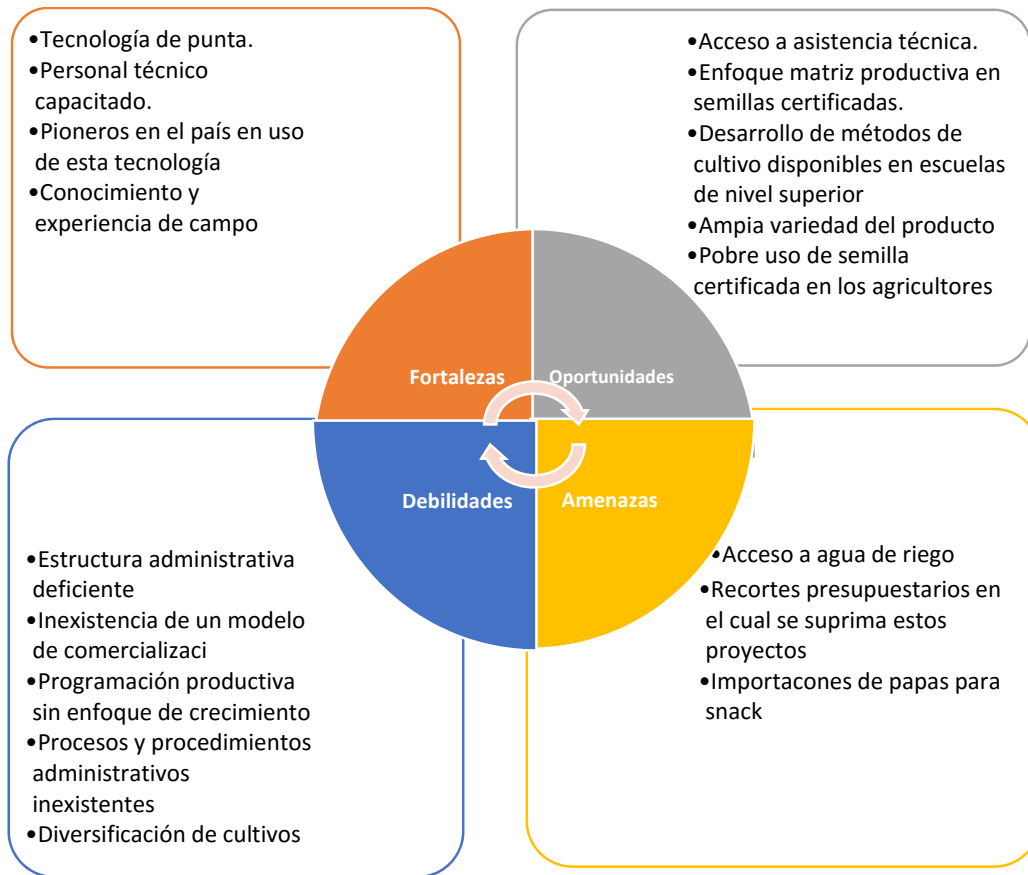 •Tecnología de punta.
•Personal técnico
capacitado.
•Pioneros en el país en uso
de esta tecnología
•Conocimiento y
experiencia de campo
•Acceso a asistencia técnica.
•Enfoque matriz productiva en
semillas certificadas.
•Desarrollo de métodos de
cultivo disponibles en escuelas
de nivel superior
•Ampia variedad del producto
•Pobre uso de semilla
certificada en los agricultores
Fortalezas
Oportunidades
Debilidades
Amenazas
•Estructura administrativa
deficiente
•Inexistencia de un modelo
de comercializaci
•Programación productiva
sin enfoque de crecimiento
•Procesos y procedimientos
administrativos
inexistentes
•Diversificación de cultivos
•Acceso a agua de riego
•Recortes presupuestarios en
el cual se suprima estos
proyectos
•Importacones de papas para
snack